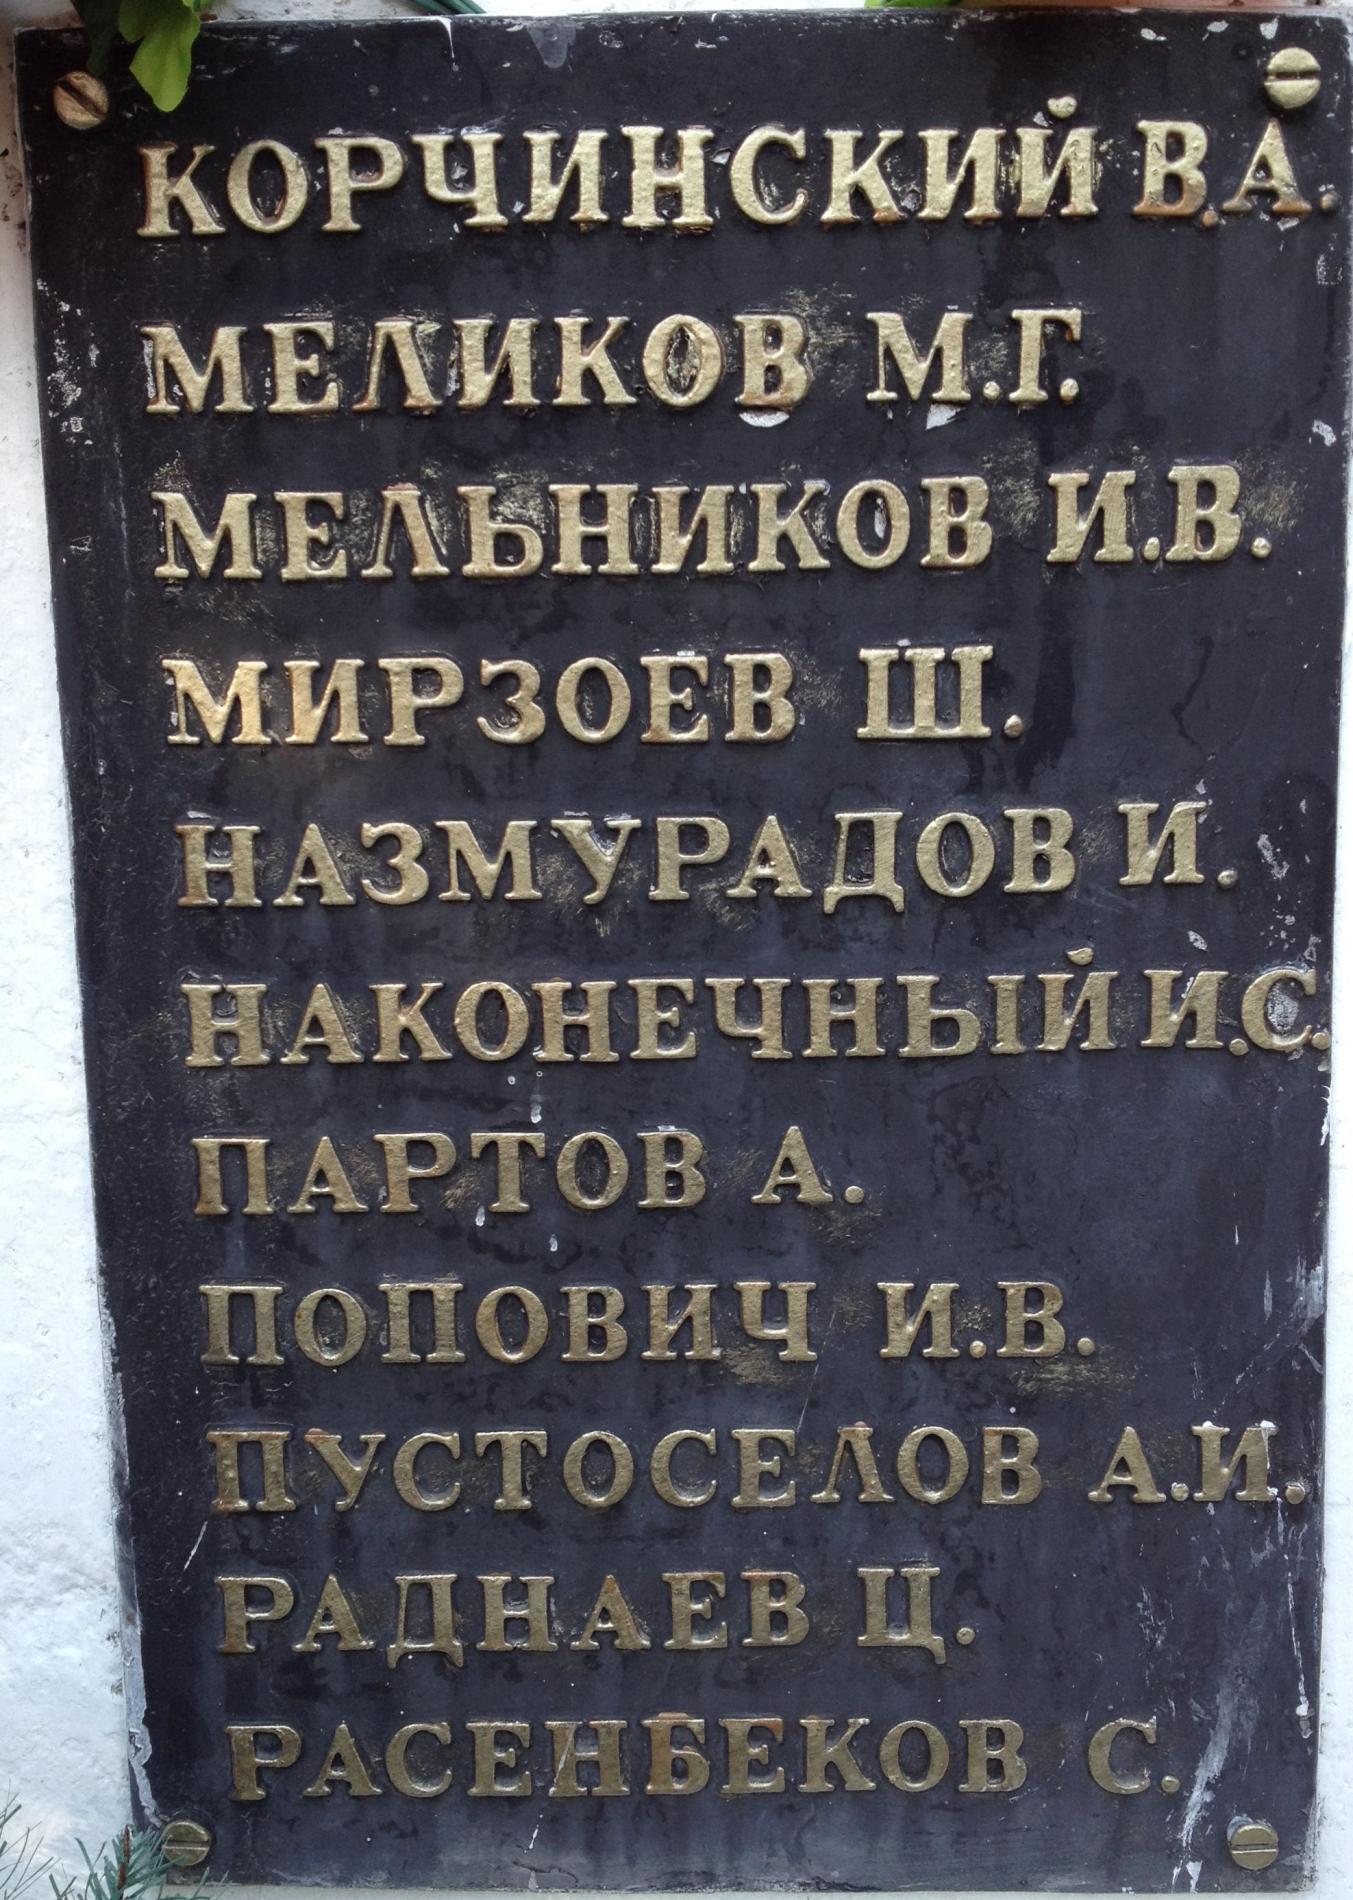 КОРЧИНСКИЙ В.А.
МЕЛИКОВ М.Г.
МЕЛЬНИКОВ И.В.
МИРЗОЕВ Ш.
НАЗМУРАДОВ И.
НАКОНЕЧНЫЙ И.С.
ПАРТОВ А.
ПОПОВИЧ И.В.
ПУСТОСЕЛОВ А.И.
РАДНАЕВ Ц.
РАСЕНБЕКОВ С.